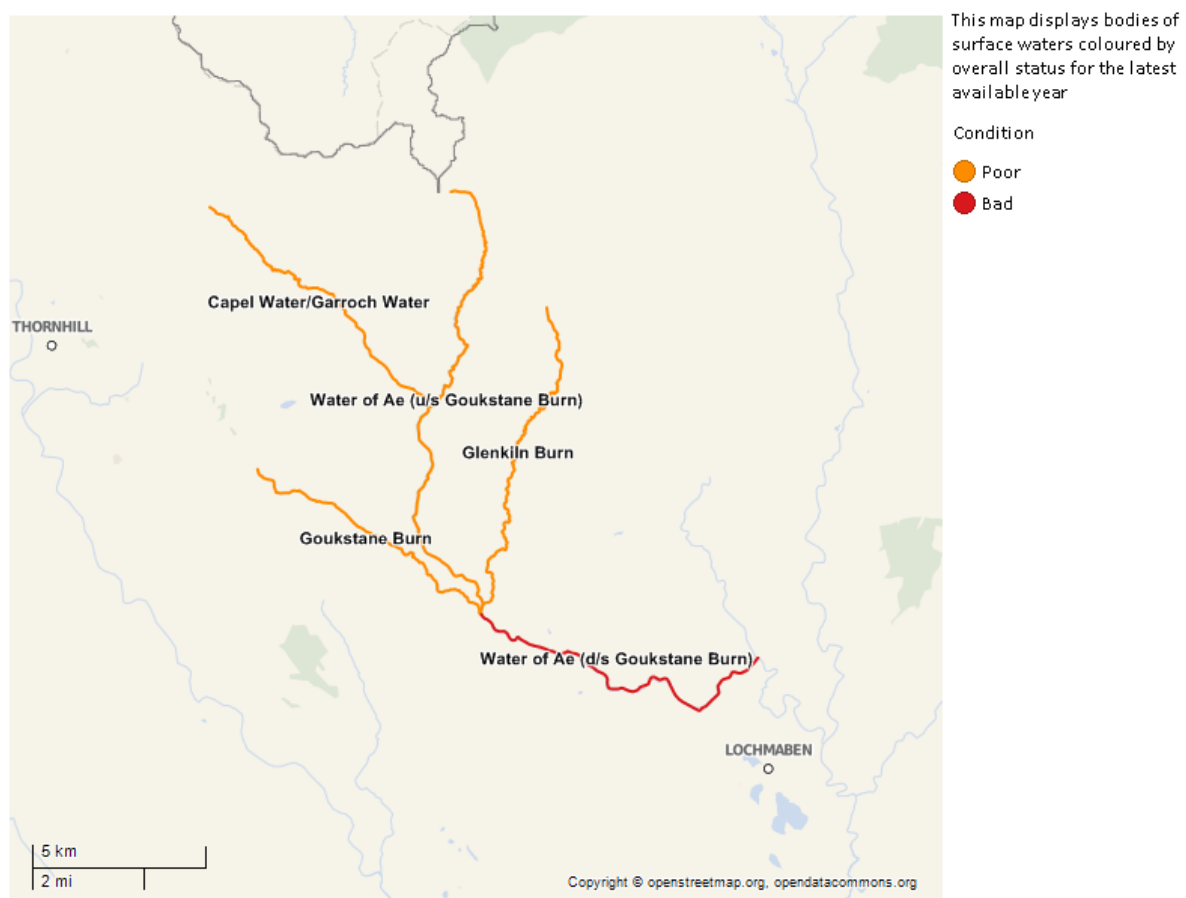 This map displays bodies of
surface waters coloured by
overall status for the latest
available year
Condition
Poor
Bad
Capel Water/Garroch Water
THORNHILL
Water of Ae (u/s Goukstane Burn)
Glenkiln Burn
Goukstane Burn
Water of Ae (d/s Goukstane Burn)
LOCHMABEN
5 km
2 mi
Copyright © openstreetmap.org, opendatacommons.org